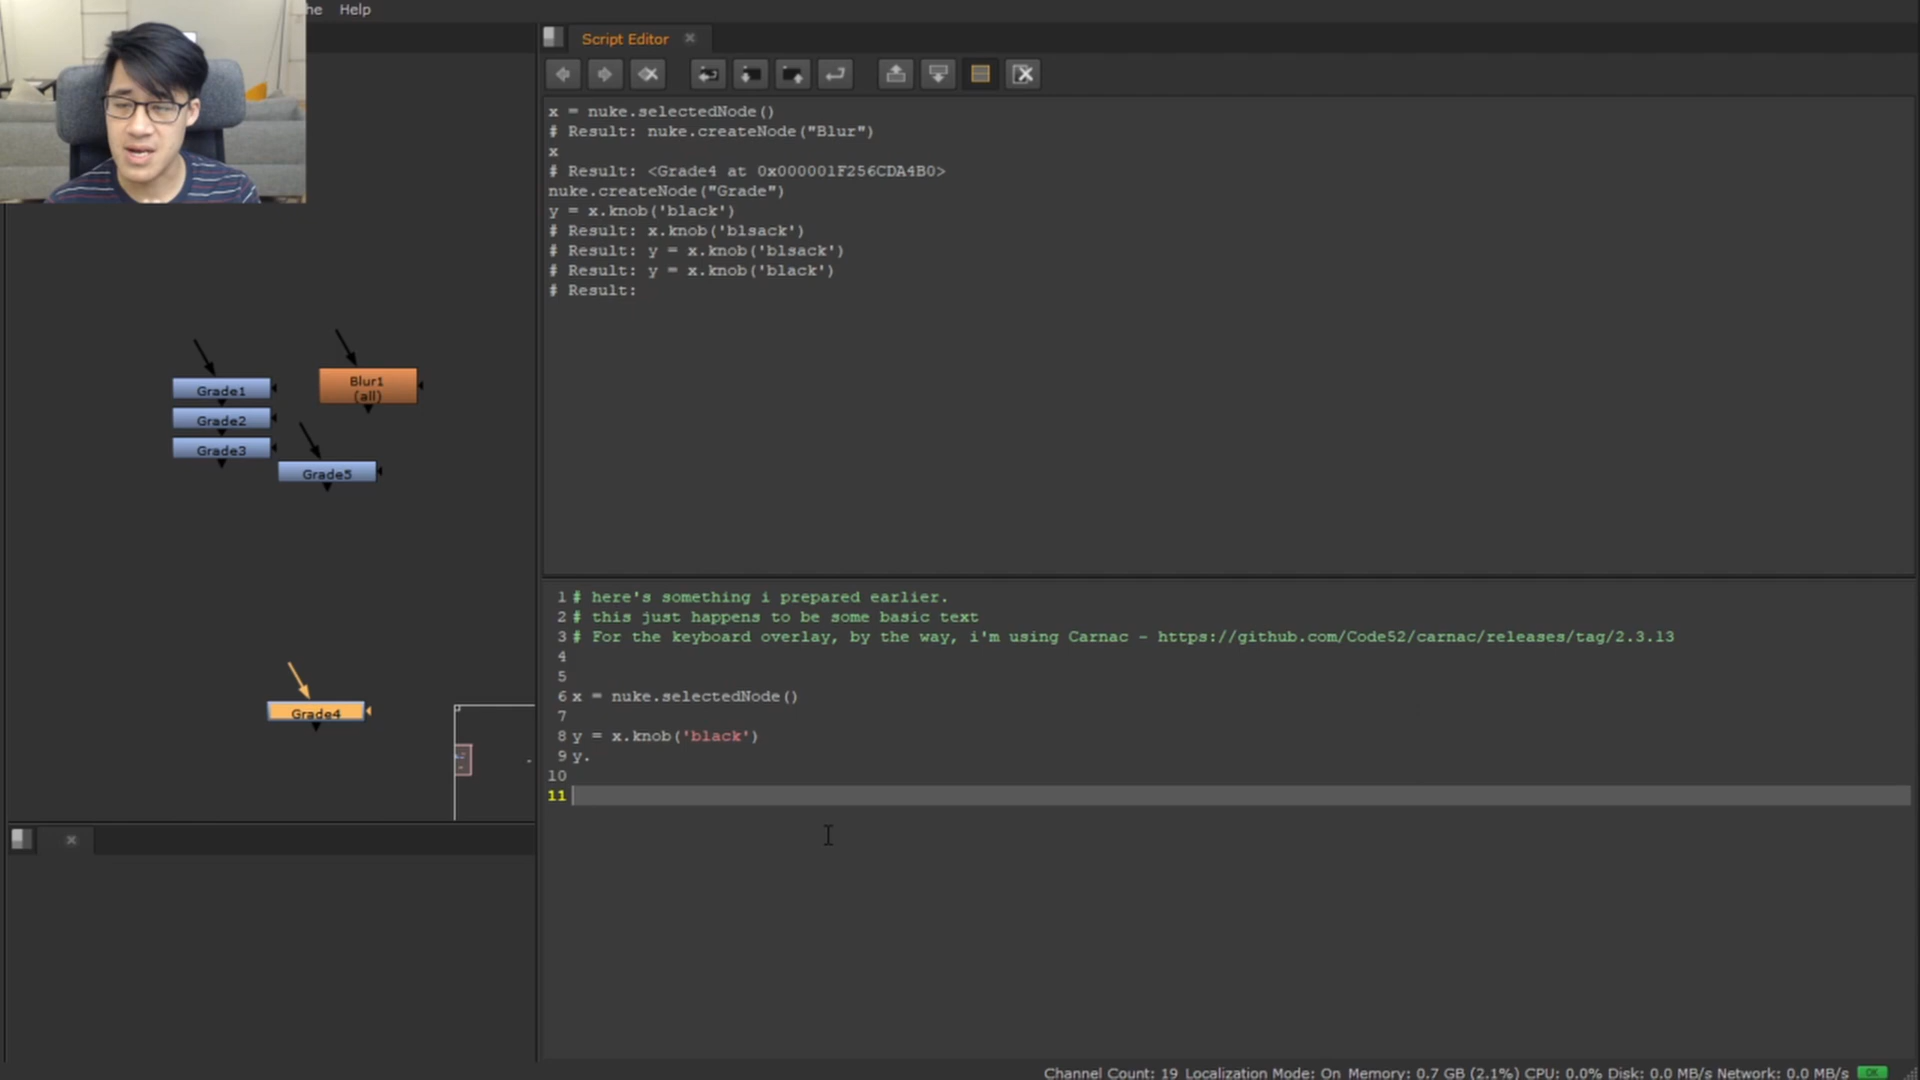 he Help
Script Editor
x = nuke.selectedNode()
# Result: nuke.createNode("Blur")
x
# Result: <Grade4 at 0x000001F256CDA4B0>
nuke.createNode("Grade")
y = x.knob('black')
# Result: x.knob('blsack')
# Result: y = x.knob('blsack')
# Result: y = x.knob('black')
# Result:
Grade1
Blur1
(all)
Grade2
Grade3
Grade5
Grade4
1 # here's something i prepared earlier.
2 # this just happens to be some basic text
3 # For the keyboard overlay, by the way, i'm using Carnac - https://github.com/Code52/carnac/releases/tag/2.3.13
4
5
6 x = nuke.selectedNode()
7
8 y = x.knob('black')
9 y.
10
11
Channel Count: 19 Localization Mode: On Memory: 0.7 GB (2.1%) CPU: 0.0% Disk: 0.0 MB/s Network: 0.0 MB/s OK